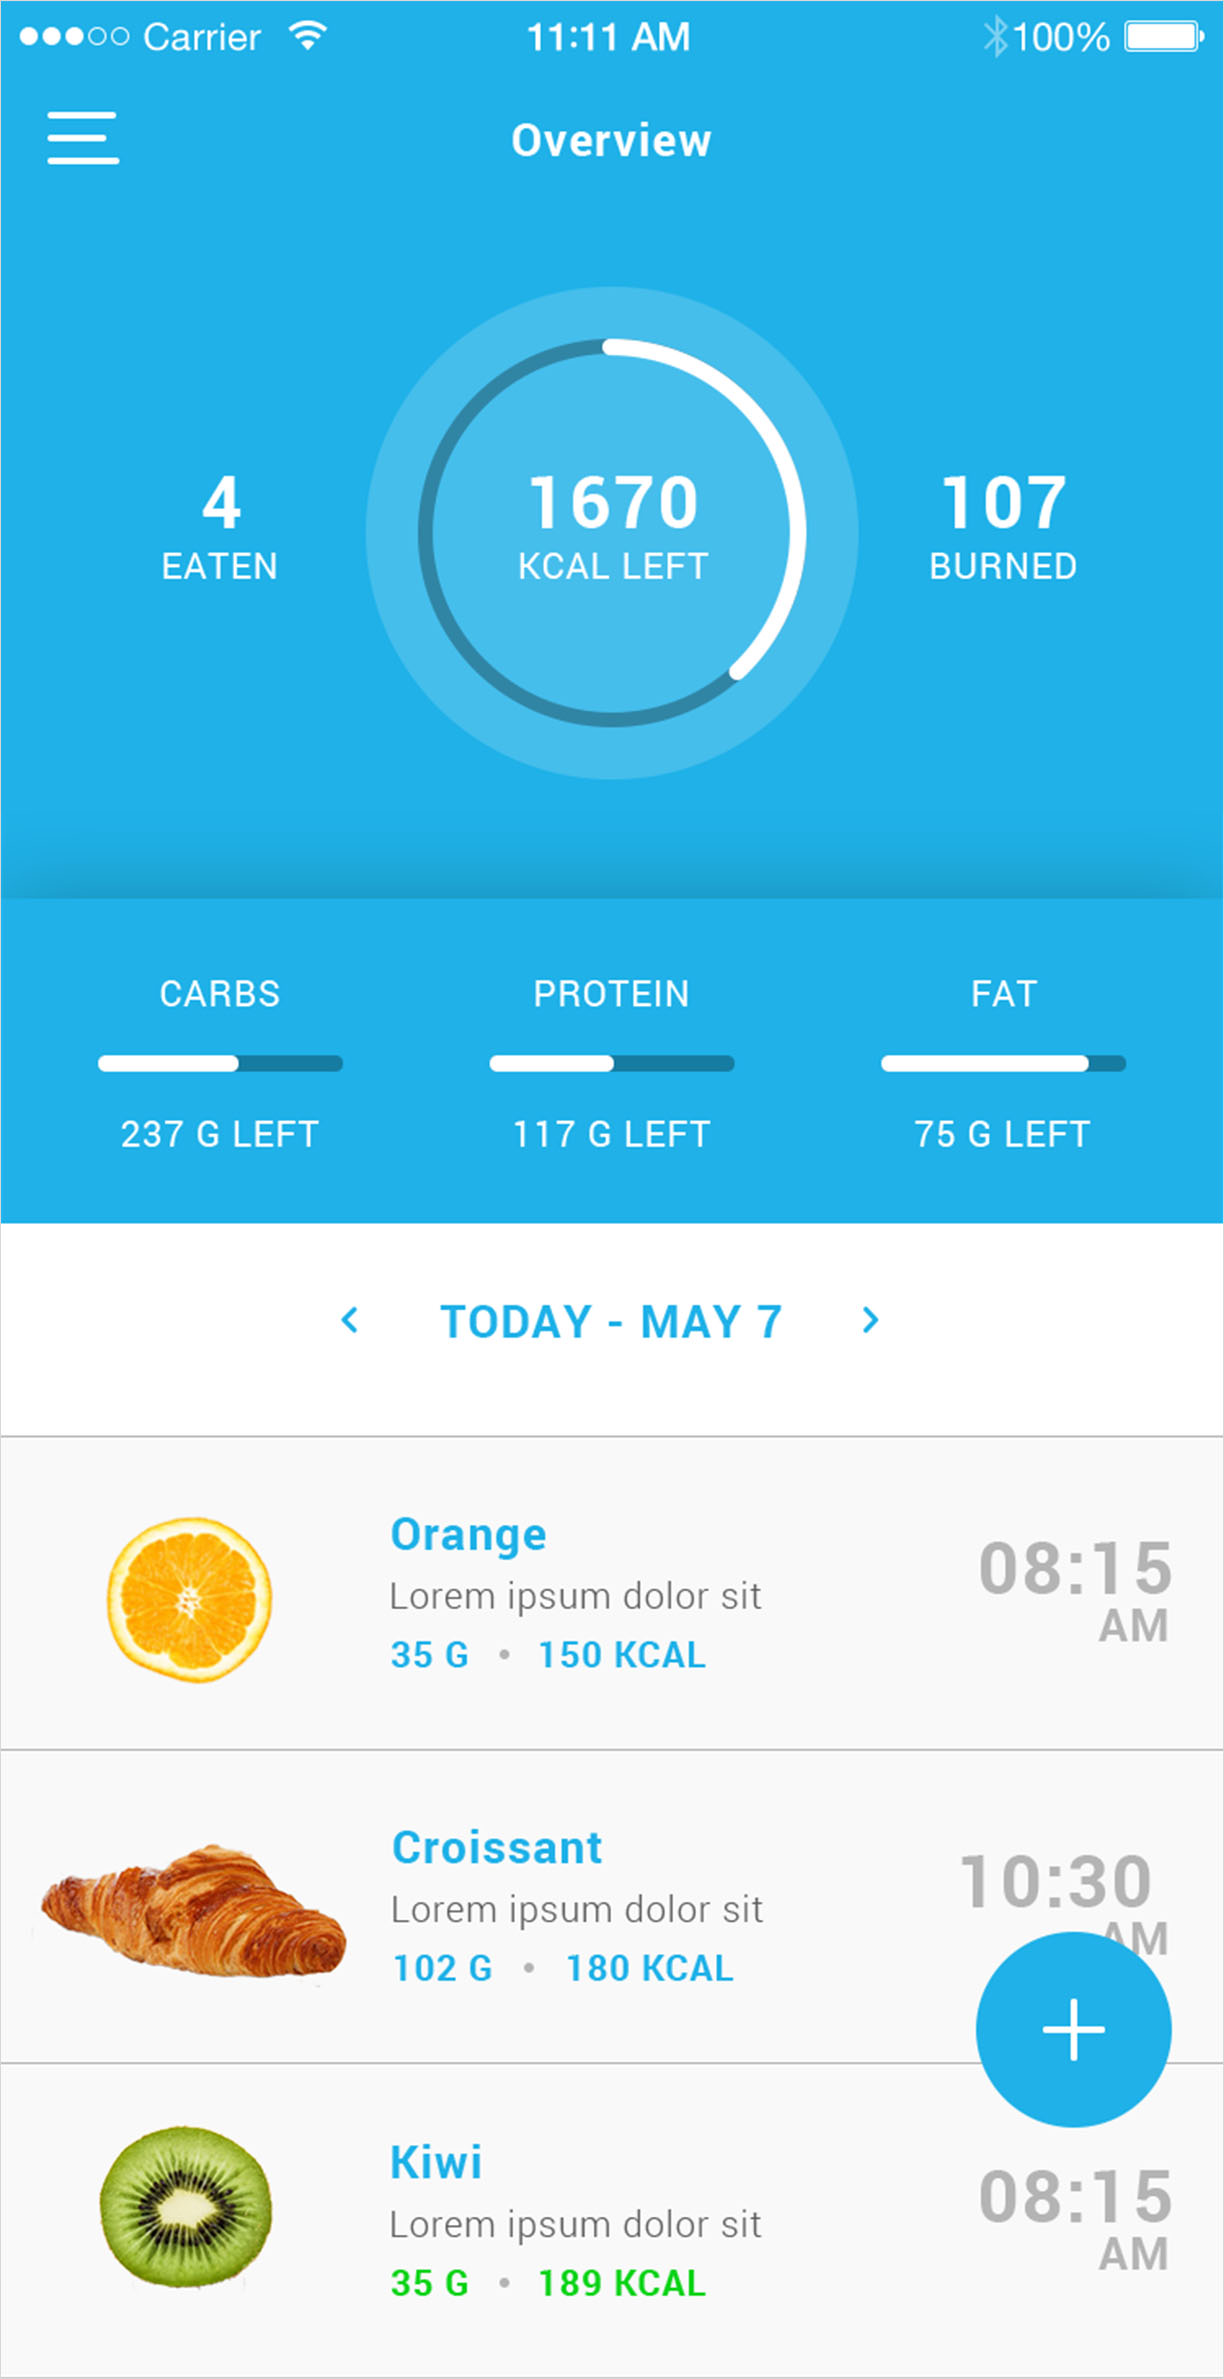 Carrier 11:11 AM 100%
Overview
4
EATEN
1670
KCAL LEFT
107
BURNED
CARBS
237 G LEFT
PROTEIN
117 G LEFT
FAT
75 G LEFT
< TODAY - MAY 7 >
Orange
Lorem ipsum dolor sit
35 G • 150 KCAL
08:15
AM
Croissant
Lorem ipsum dolor sit
102 G • 180 KCAL
10:30
AM
+
Kiwi
Lorem ipsum dolor sit
35 G • 189 KCAL
08:15
AM